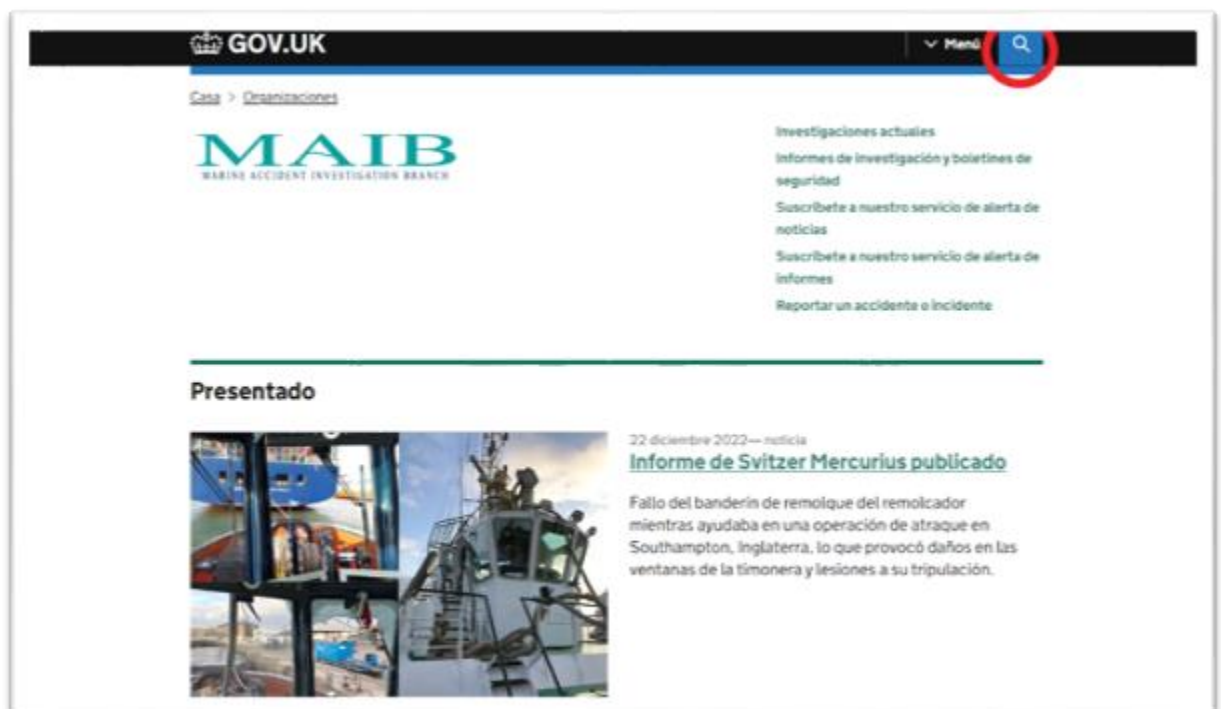 GOV.UK
Menú
Casa > Organizaciones
MAIB
MARINE ACCIDENT INVESTIGATION BRANCH
Investigaciones actuales
Informes de investigación y boletines de
seguridad
Suscríbete a nuestro servicio de alerta de
noticias
Suscríbete a nuestro servicio de alerta de
informes
Reportar un accidente o incidente
Presentado
22 diciembre 2022— noticia
Informe de Svitzer Mercurius publicado
Fallo del banderín de remolque del remolcador
mientras ayudaba en una operación de atraque en
Southampton, Inglaterra, lo que provocó daños en las
ventanas de la timonera y lesiones a su tripulación.